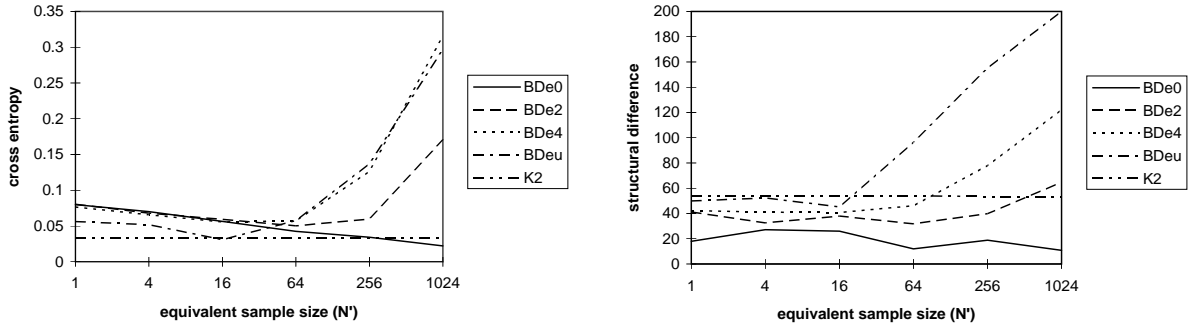 0.35
0.3
0.25
0.2
0.15
0.1
0.05
0
cross entropy
1 4 16 64 256 1024
equivalent sample size (N')
BDe0
BDe2
BDe4
BDeu
K2
200
180
160
140
120
100
80
60
40
20
0
structural difference
1 4 16 64 256 1024
equivalent sample size (N')
BDe0
BDe2
BDe4
BDeu
K2